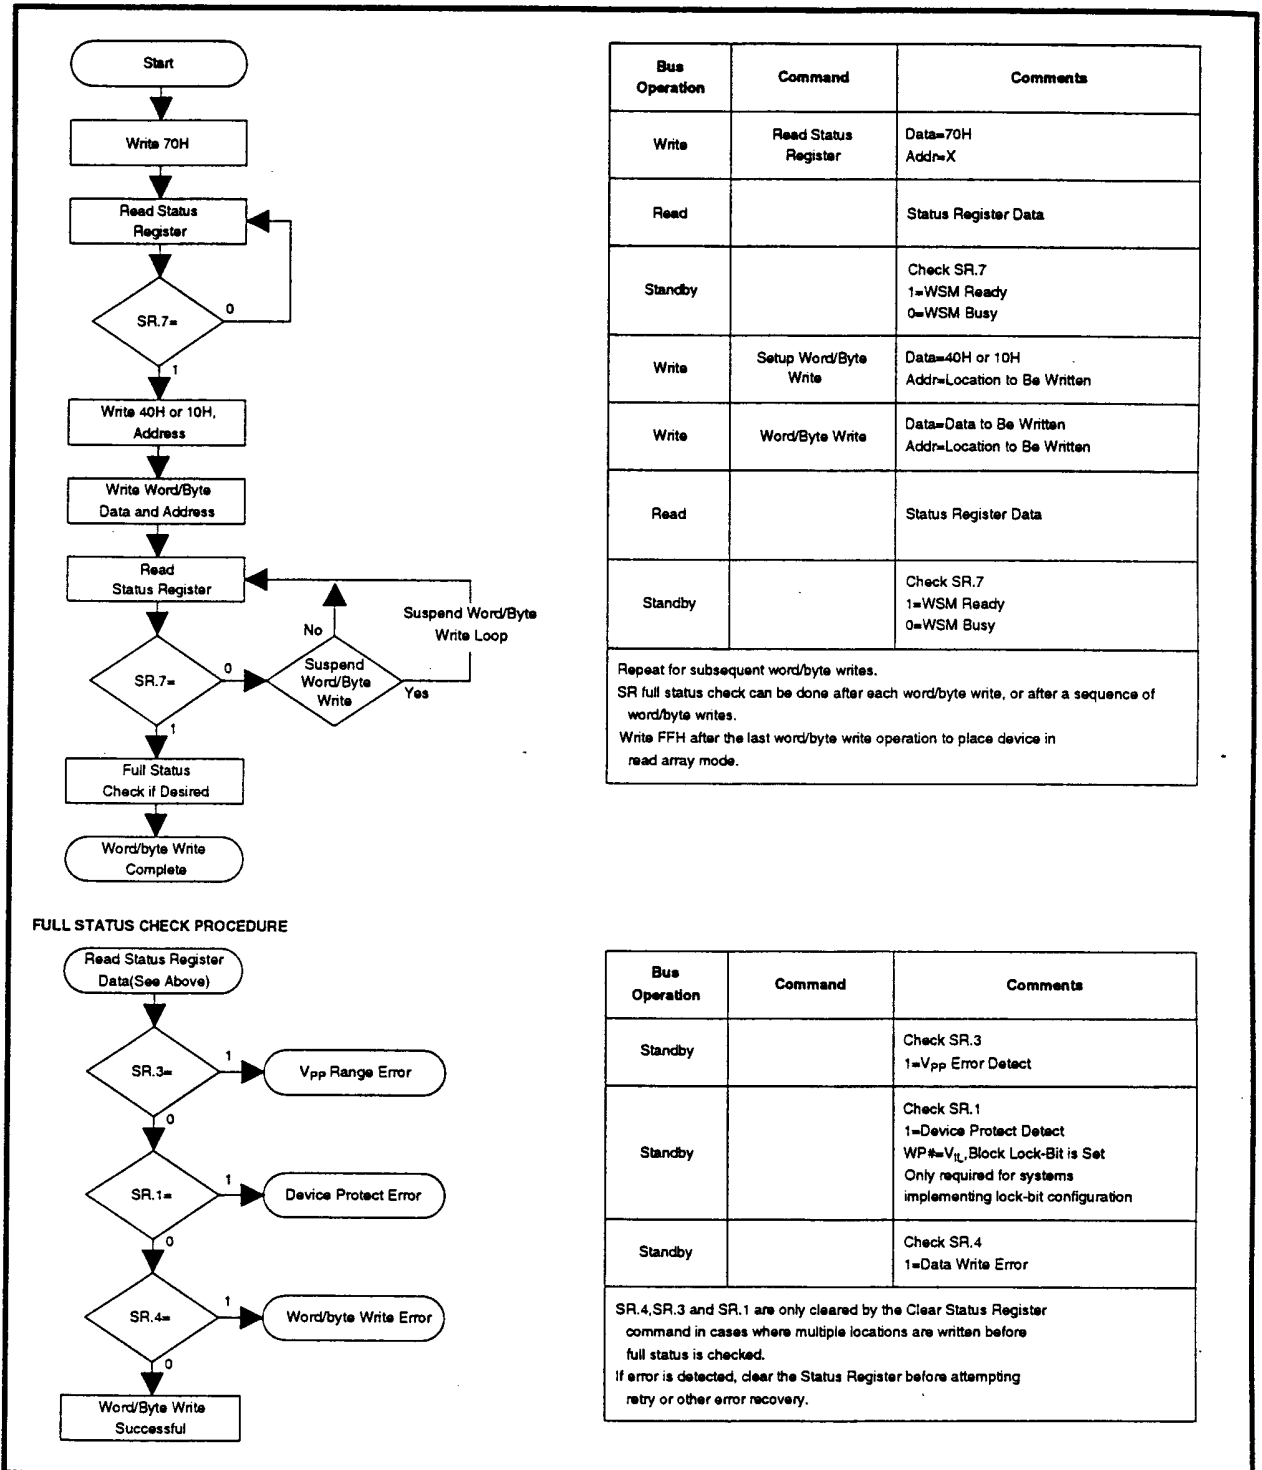 Start
Write 70H
Read Status
Register
SR.7=
0
1
Write 40H or 10H,
Address
Write Word/Byte
Data and Address
Read
Status Register
SR.7=
0
1
No
Suspend
Word/Byte
Write
Yes
Suspend Word/Byte
Write Loop
Full Status
Check if Desired
Word/byte Write
Complete
Bus
Operation
Command
Comments
Write
Read Status
Register
Data=70H
Addr=X
Read
Status Register Data
Standby
Check SR.7
1=WSM Ready
0=WSM Busy
Write
Setup Word/Byte
Write
Data=40H or 10H
Addr=Location to Be Written
Write
Word/Byte Write
Data=Data to Be Written
Addr=Location to Be Written
Read
Status Register Data
Standby
Check SR.7
1=WSM Ready
0=WSM Busy
Repeat for subsequent word/byte writes.
SR full status check can be done after each word/byte write, or after a sequence of
word/byte writes.
Write FFH after the last word/byte write operation to place device in
read array mode.
FULL STATUS CHECK PROCEDURE
Read Status Register
Data(See Above)
SR.3=
1
VPP Range Error
0
SR.1=
1
Device Protect Error
0
SR.4=
1
Word/byte Write Error
0
Word/Byte Write
Successful
Bus
Operation
Command
Comments
Standby
Check SR.3
1=VPP Error Detect
Standby
Check SR.1
1=Device Protect Detect
WP#=VIL,Block Lock-Bit is Set
Only required for systems
implementing lock-bit configuration
Standby
Check SR.4
1=Data Write Error
SR.4,SR.3 and SR.1 are only cleared by the Clear Status Register
command in cases where multiple locations are written before
full status is checked.
If error is detected, clear the Status Register before attempting
retry or other error recovery.